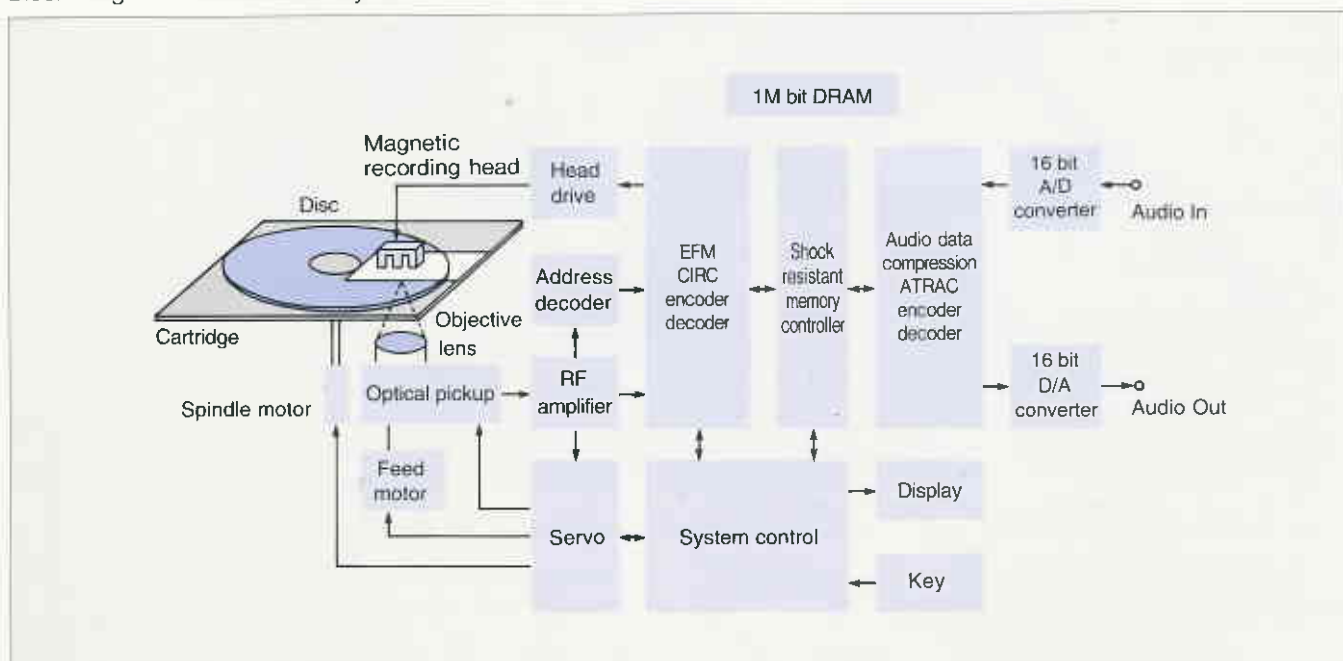 1M bit DRAM
Magnetic
recording head
Disc
Cartridge
Objective
lens
Spindle motor
Optical pickup
Feed
motor
Head
drive
Address
decoder
RF
amplifier
Servo
EFM
CIRC
encoder
decoder
Shock
resistant
memory
controller
Audio data
compression
ATRAC
encoder
decoder
16 bit
A/D
converter
Audio In
16 bit
D/A
converter
Audio Out
System control
Display
Key